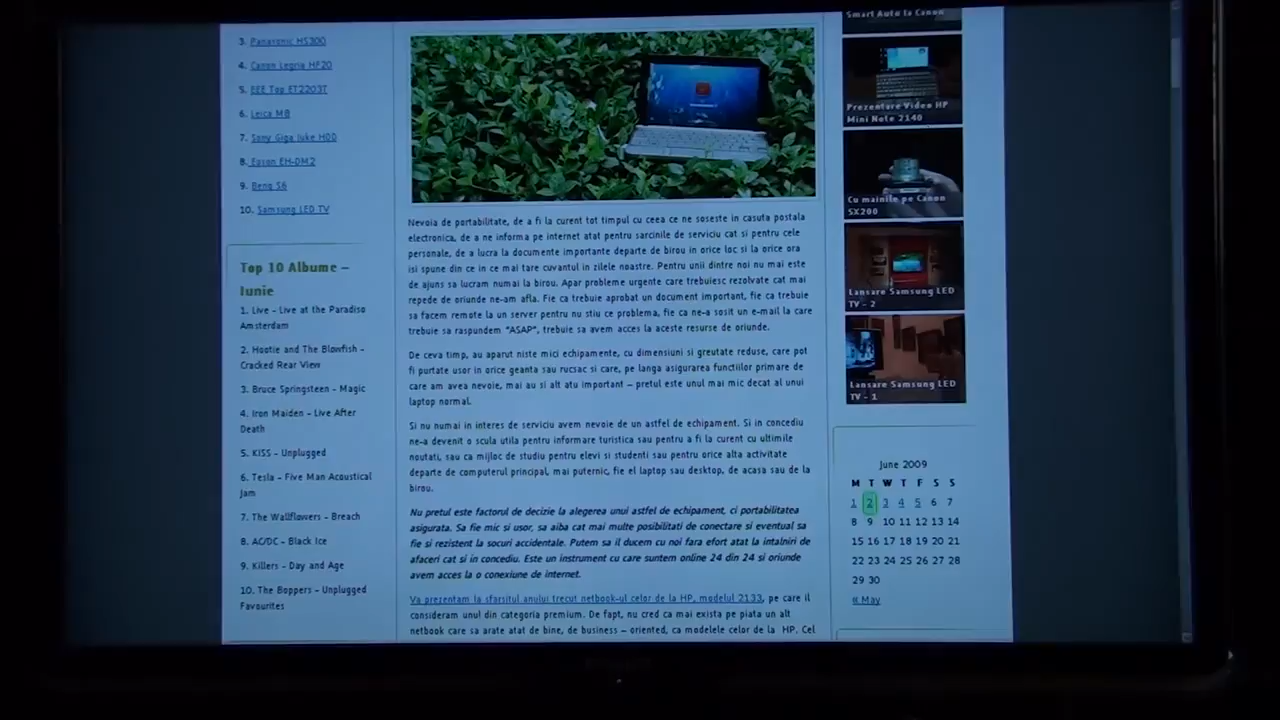 3. Panasonic HS300
4. Canon Legria HF20
5. EEE Top ET2203T
6. Leica M8
7. Sony Giga Juke HDD
8. Epson EH-DM2
9. Benq S6
10. Samsung LED TV
Top 10 Albume –
Iunie
1. Live - Live at the Paradiso
Amsterdam
2. Hootie and The Blowfish -
Cracked Rear View
3. Bruce Springsteen - Magic
4. Iron Maiden - Live After
Death
5. KISS - Unplugged
6. Tesla - Five Man Acoustical
Jam
7. The Wallflowers - Breach
8. AC/DC - Black Ice
9. Killers - Day and Age
10. The Boppers - Unplugged
Favourites
Nevoia de portabilitate, de a fi la curent tot timpul cu ceea ce ne soseste in casuta postala
electronica, de a ne informa pe internet atat pentru sarcinile de serviciu cat si pentru cele
personale, de a lucra la documente importante departe de birou in orice loc si la orice ora
isi spune din ce in ce mai tare cuvantul in zilele noastre. Pentru unii dintre noi nu mai este
de ajuns sa lucram numai la birou. Apar probleme urgente care trebuiesc rezolvate cat mai
repede de oriunde ne-am afla. Fie ca trebuie aprobat un document important, fie ca trebuie
sa facem remote la un server pentru nu stiu ce problema, fie ca ne-a sosit un e-mail la care
trebuie sa raspundem "ASAP", trebuie sa avem acces la aceste resurse de oriunde.
De ceva timp, au aparut niste mici echipamente, cu dimensiuni si greutate reduse, care pot
fi purtate usor in orice geanta sau rucsac si care, pe langa asigurarea functiilor primare de
care am avea nevoie, mai au si alt atu important – pretul este unul mai mic decat al unui
laptop normal.
Si nu numai in interes de serviciu avem nevoie de un astfel de echipament. Si in concediu
ne-a devenit o scula utila pentru informare turistica sau pentru a fi la curent cu ultimile
noutati, sau ca mijloc de studiu pentru elevi si studenti sau pentru orice alta activitate
departe de computerul principal, mai puternic, fie el laptop sau desktop, de acasa sau de la
birou.
Nu pretul este factorul de decizie la alegerea unui astfel de echipament, ci portabilitatea
asigurata. Sa fie mic si usor, sa aiba cat mai multe posibilitati de conectare si eventual sa
fie si rezistent la socuri accidentale. Putem sa il ducem cu noi fara efort atat la intalniri de
afaceri cat si in concediu. Este un instrument cu care suntem online 24 din 24 si oriunde
avem acces la o conexiune de internet.
Va prezentam la sfarsitul anului trecut netbook-ul celor de la HP, modelul 2133, pe care il
consideram unul din categoria premium. De fapt, nu cred ca mai exista pe piata un alt
netbook care sa arate atat de bine, de business – oriented, ca modelele celor de la HP. Cel
Smart Auto la Canon
Prezentare Video HP
Mini Note 2140
Cu mainile pe Canon
SX200
Lansare Samsung LED
TV - 2
Lansare Samsung LED
TV - 1
June 2009
M T W T F S S
1 2 3 4 5 6 7
8 9 10 11 12 13 14
15 16 17 18 19 20 21
22 23 24 25 26 27 28
29 30
« May